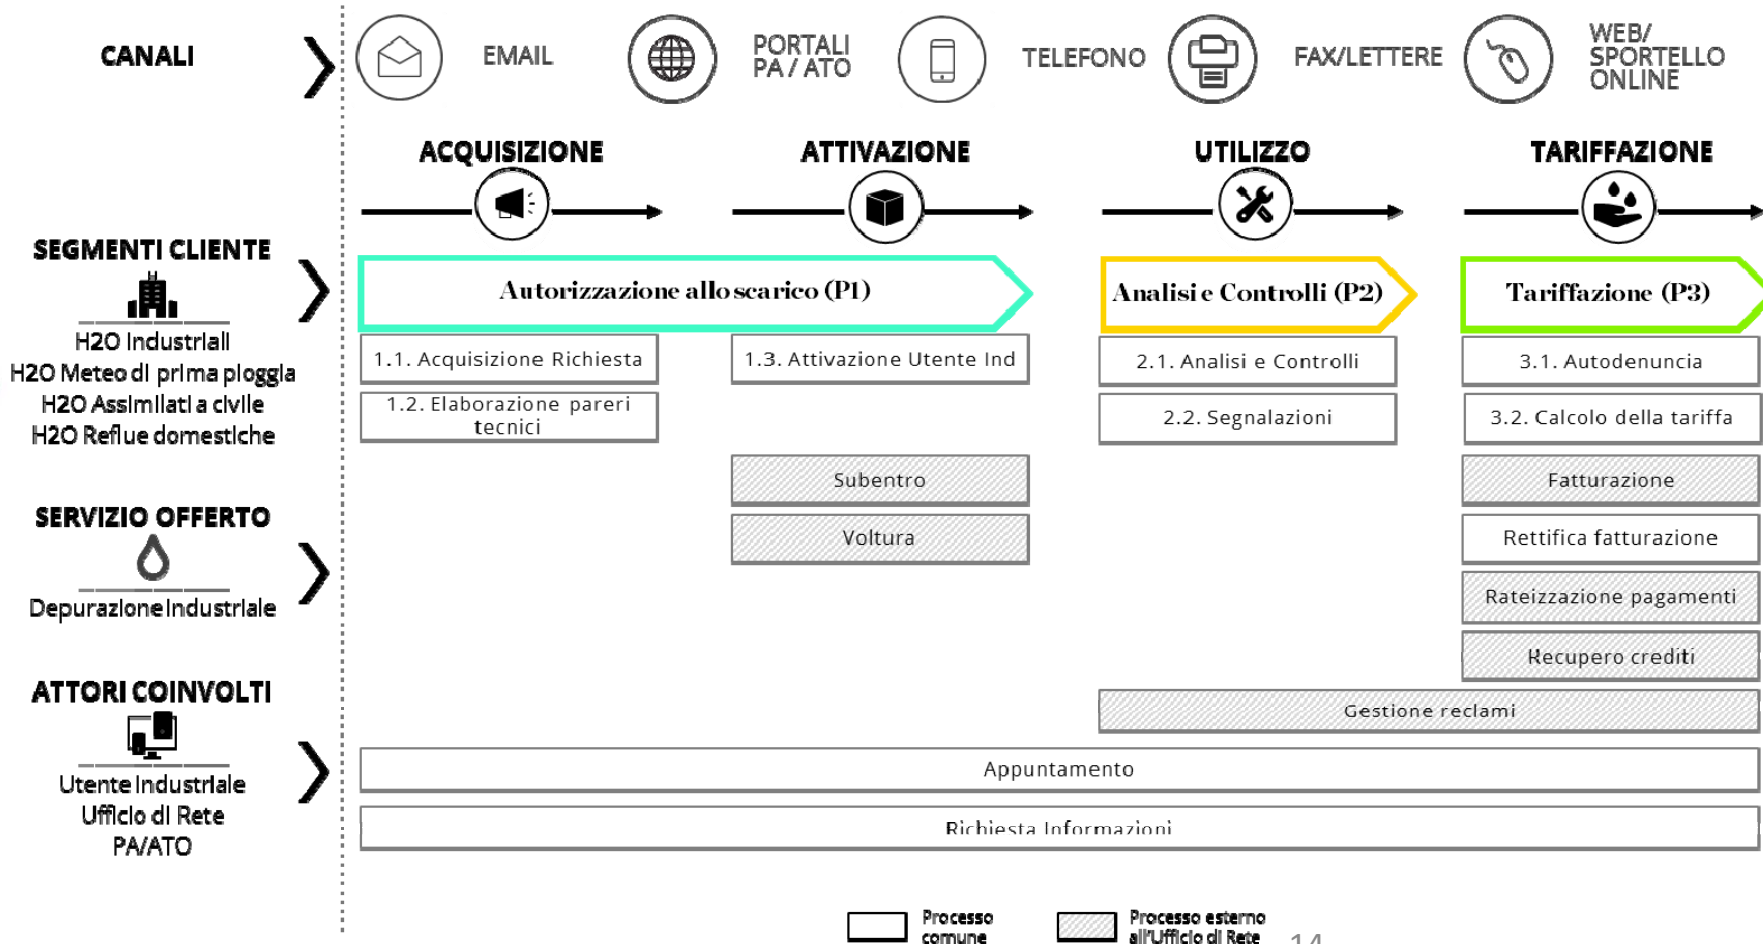 CANALI
EMAIL
PORTALI
PA / ATO
TELEFONO
FAX/LETTERE
WEB/
SPORTELLO
ONLINE
ACQUISIZIONE
ATTIVAZIONE
UTILIZZO
TARIFFAZIONE
SEGMENTI CLIENTE
H2O Industriali
H2O Meteo di prima pioggia
H2O Assimilati a civile
H2O Reflue domestiche
Autorizzazione allo scarico (P1)
Analisi e Controlli (P2)
Tariffazione (P3)
1.1. Acquisizione Richiesta
1.2. Elaborazione pareri
tecnici
1.3. Attivazione Utente Ind
2.1. Analisi e Controlli
2.2. Segnalazioni
3.1. Autodenuncia
3.2. Calcolo della tariffa
Subentro
Voltura
Fatturazione
Rettifica fatturazione
Rateizzazione pagamenti
Recupero crediti
SERVIZIO OFFERTO
Depurazione Industriale
ATTORI COINVOLTI
Utente Industriale
Ufficio di Rete
PA/ATO
Gestione reclami
Appuntamento
Richiesta Informazioni
Processo
comune
Processo esterno
all'Ufficio di Rete
14